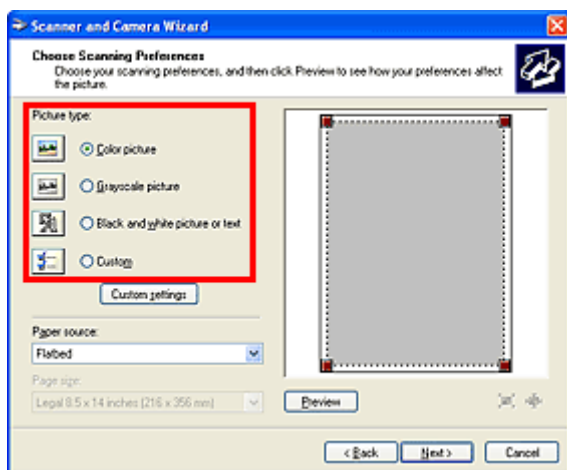 Scanner and Camera Wizard
Choose Scanning Preferences
Choose your scanning preferences, and then click Preview to see how your preferences affect
the picture.
Picture type:
Color picture
Grayscale picture
Black and white picture or text
Custom
Custom settings
Paper source:
Flatbed
Page size:
Legal 8.5 x 14 inches (216 x 356 mm)
Preview
< Back
Next >
Cancel